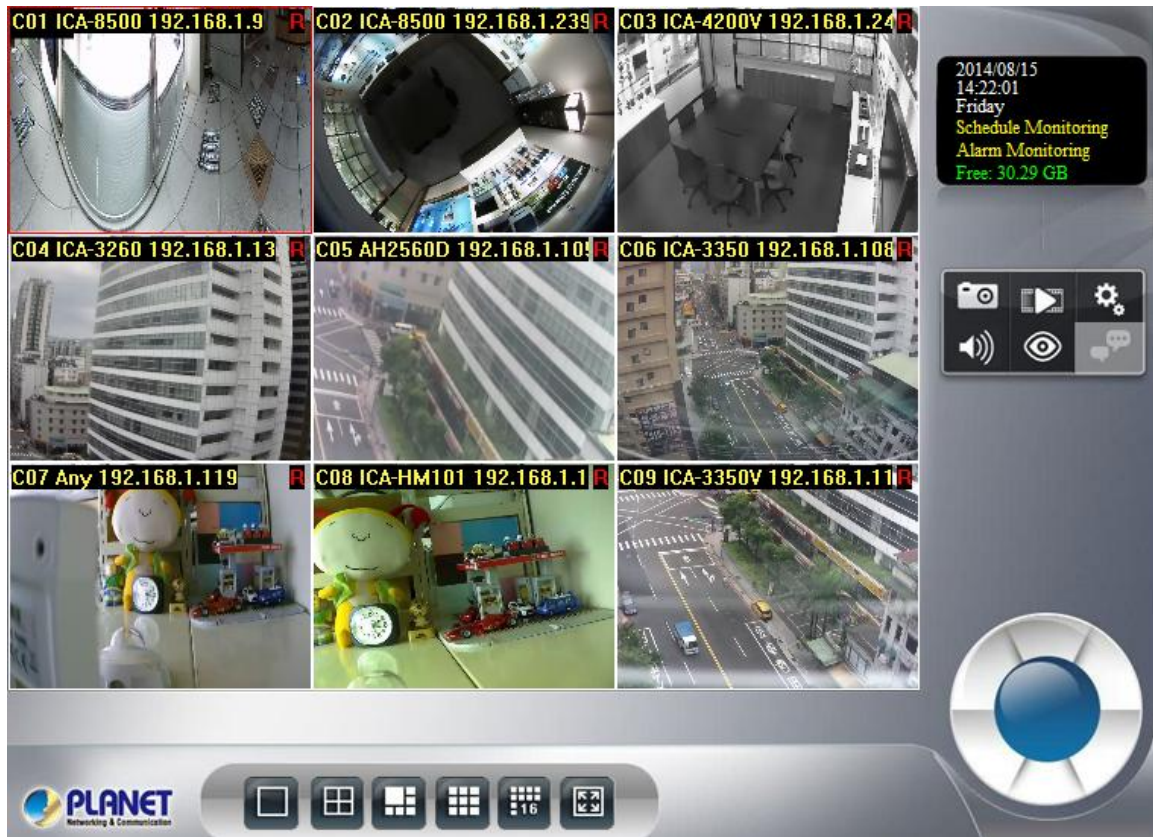 C01 ICA-8500 192.168.1.9 R
C02 ICA-8500 192.168.1.239 R
C03 ICA-4200V 192.168.1.24 R
2014/08/15
14:22:01
Friday
Schedule Monitoring
Alarm Monitoring
Free: 30.29 GB
C04 ICA-3260 192.168.1.13 R
C05 AH2560D 192.168.1.105 R
C06 ICA-3350 192.168.1.108 R
C07 Any 192.168.1.119 R
C08 ICA-HM101 192.168.1.1 R
C09 ICA-3350V 192.168.1.11 R
PLANET
Networking & Communication
16